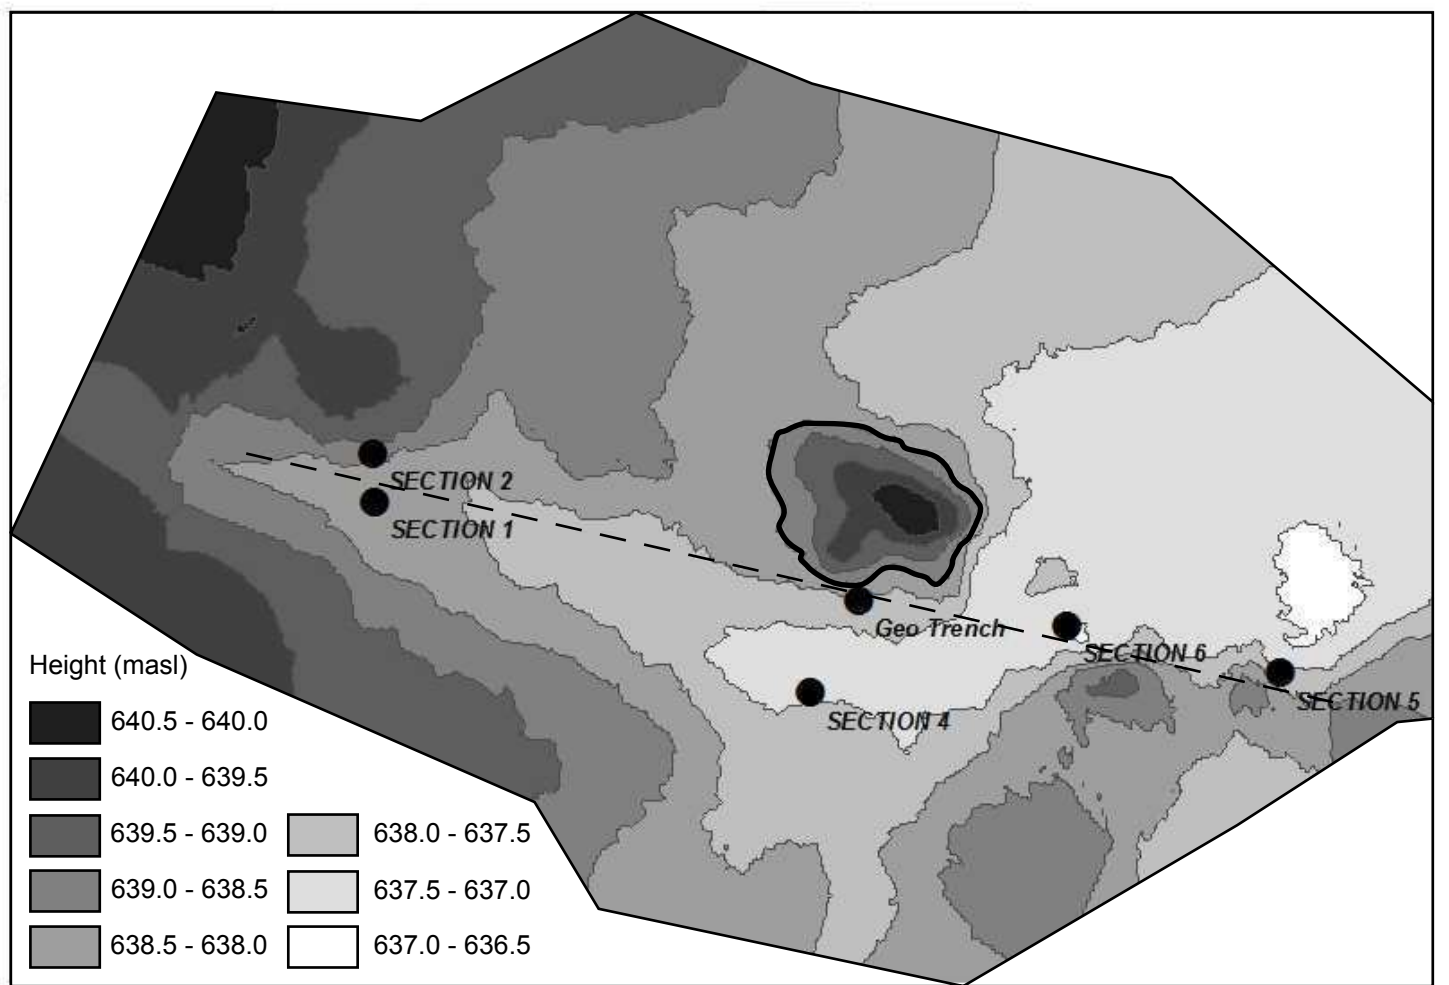 SECTION 2
SECTION 1
Geo Trench
SECTION 6
SECTION 5
SECTION 4
Height (masl)
640.5 - 640.0
640.0 - 639.5
639.5 - 639.0
639.0 - 638.5
638.5 - 638.0
638.0 - 637.5
637.5 - 637.0
637.0 - 636.5